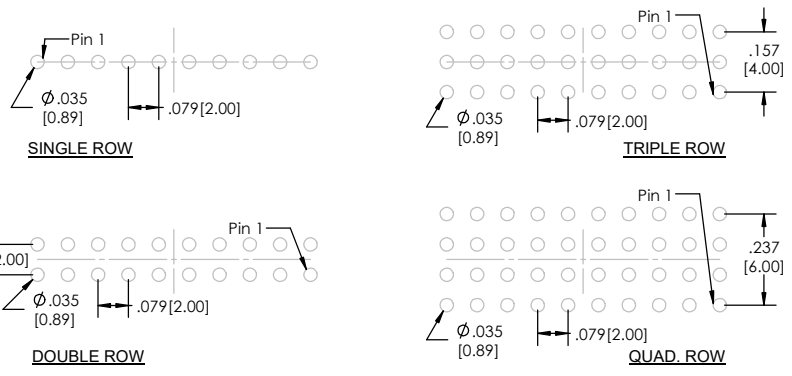 Pin 1
Φ.035
[0.89]
.079[2.00]
SINGLE ROW
Pin 1
.157
[4.00]
Φ.035
[0.89]
.079[2.00]
TRIPLE ROW
Pin 1
2.00]
Φ.035
[0.89]
.079[2.00]
DOUBLE ROW
Pin 1
.237
[6.00]
Φ.035
[0.89]
.079[2.00]
QUAD. ROW